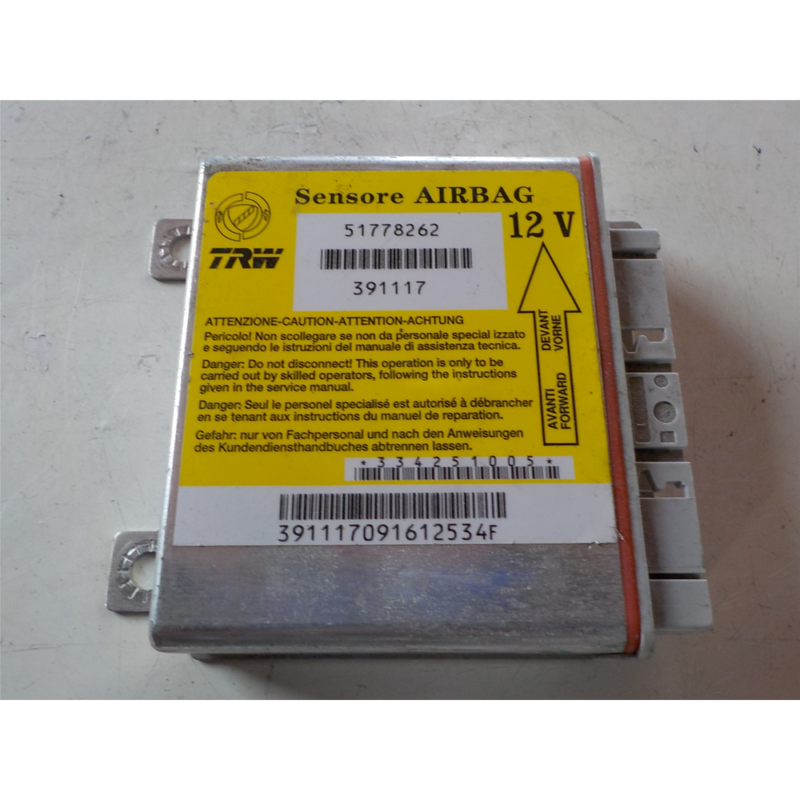 Sensore AIRBAG
51778262
12 V
TRW
391117
ATTENZIONE-CAUTION-ATTENTION-ACHTUNG
Pericolo! Non scollegare se non da personale special izzato
e seguendo le istruzioni del manuale di assistenza tecnica.
Danger: Do not disconnect! This operation is only to be
carried out by skilled operators, following the instructions
given in the service manual.
Danger: Seul le personel specialisé est autorisé à débrancher
en se tenant aux instructions du manuel de reparation.
Gefahr: nur von Fachpersonal und nach den Anweisungen
des Kundendiensthandbuches abtrennen lassen.
AVANTI DEVANT
FORWARD VORNE
*334251005*
391117091612534F